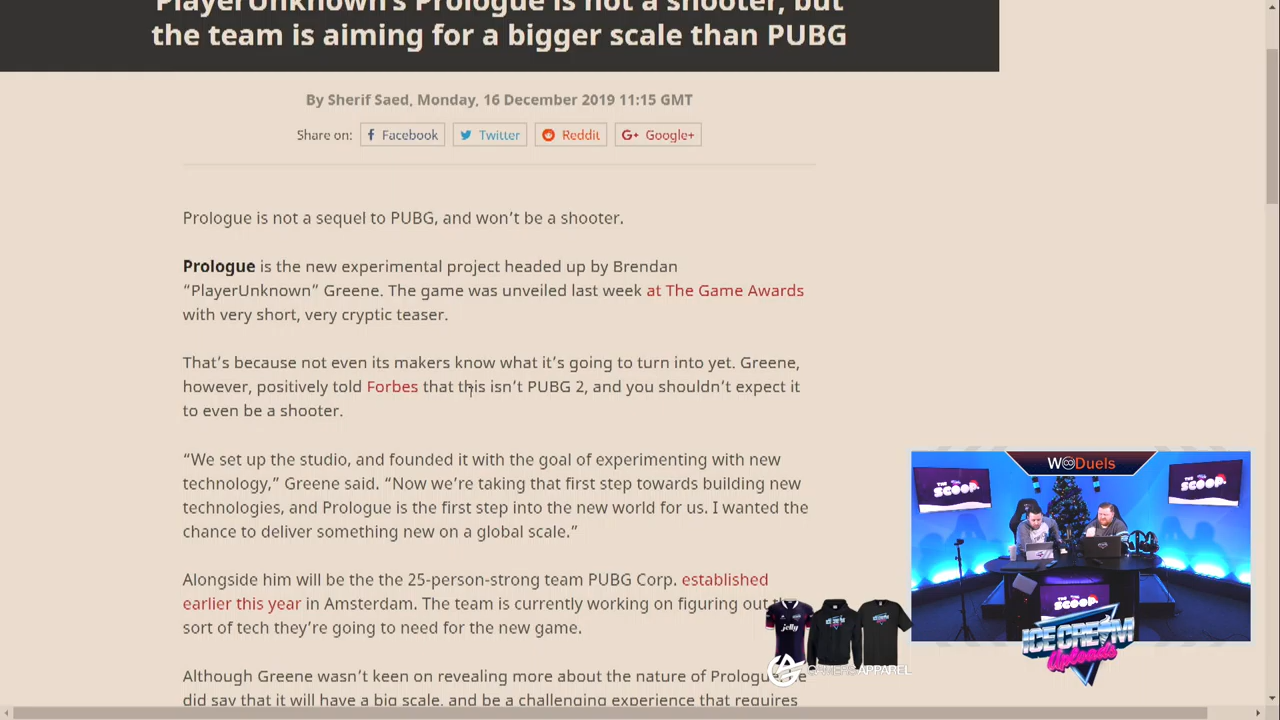 PlayerUnknown's Prologue is not a shooter, but
the team is aiming for a bigger scale than PUBG
By Sherif Saed, Monday, 16 December 2019 11:15 GMT
Share on: Facebook Twitter Reddit Google+
Prologue is not a sequel to PUBG, and won’t be a shooter.
Prologue is the new experimental project headed up by Brendan
“PlayerUnknown” Greene. The game was unveiled last week at The Game Awards
with very short, very cryptic teaser.
That’s because not even its makers know what it’s going to turn into yet. Greene,
however, positively told Forbes that this isn’t PUBG 2, and you shouldn’t expect it
to even be a shooter.
“We set up the studio, and founded it with the goal of experimenting with new
technology,” Greene said. “Now we’re taking that first step towards building new
technologies, and Prologue is the first step into the new world for us. I wanted the
chance to deliver something new on a global scale.”
Alongside him will be the the 25-person-strong team PUBG Corp. established
earlier this year in Amsterdam. The team is currently working on figuring out
sort of tech they’re going to need for the new game.
Although Greene wasn’t keen on revealing more about the nature of Prologue,
did say that it will have a big scale, and be a challenging experience that requires
Duels
THE SCOOP
THE SCOOP
THE SCOOP
ICE CREAM
Uploads
jelly
GAMERS APPAREL